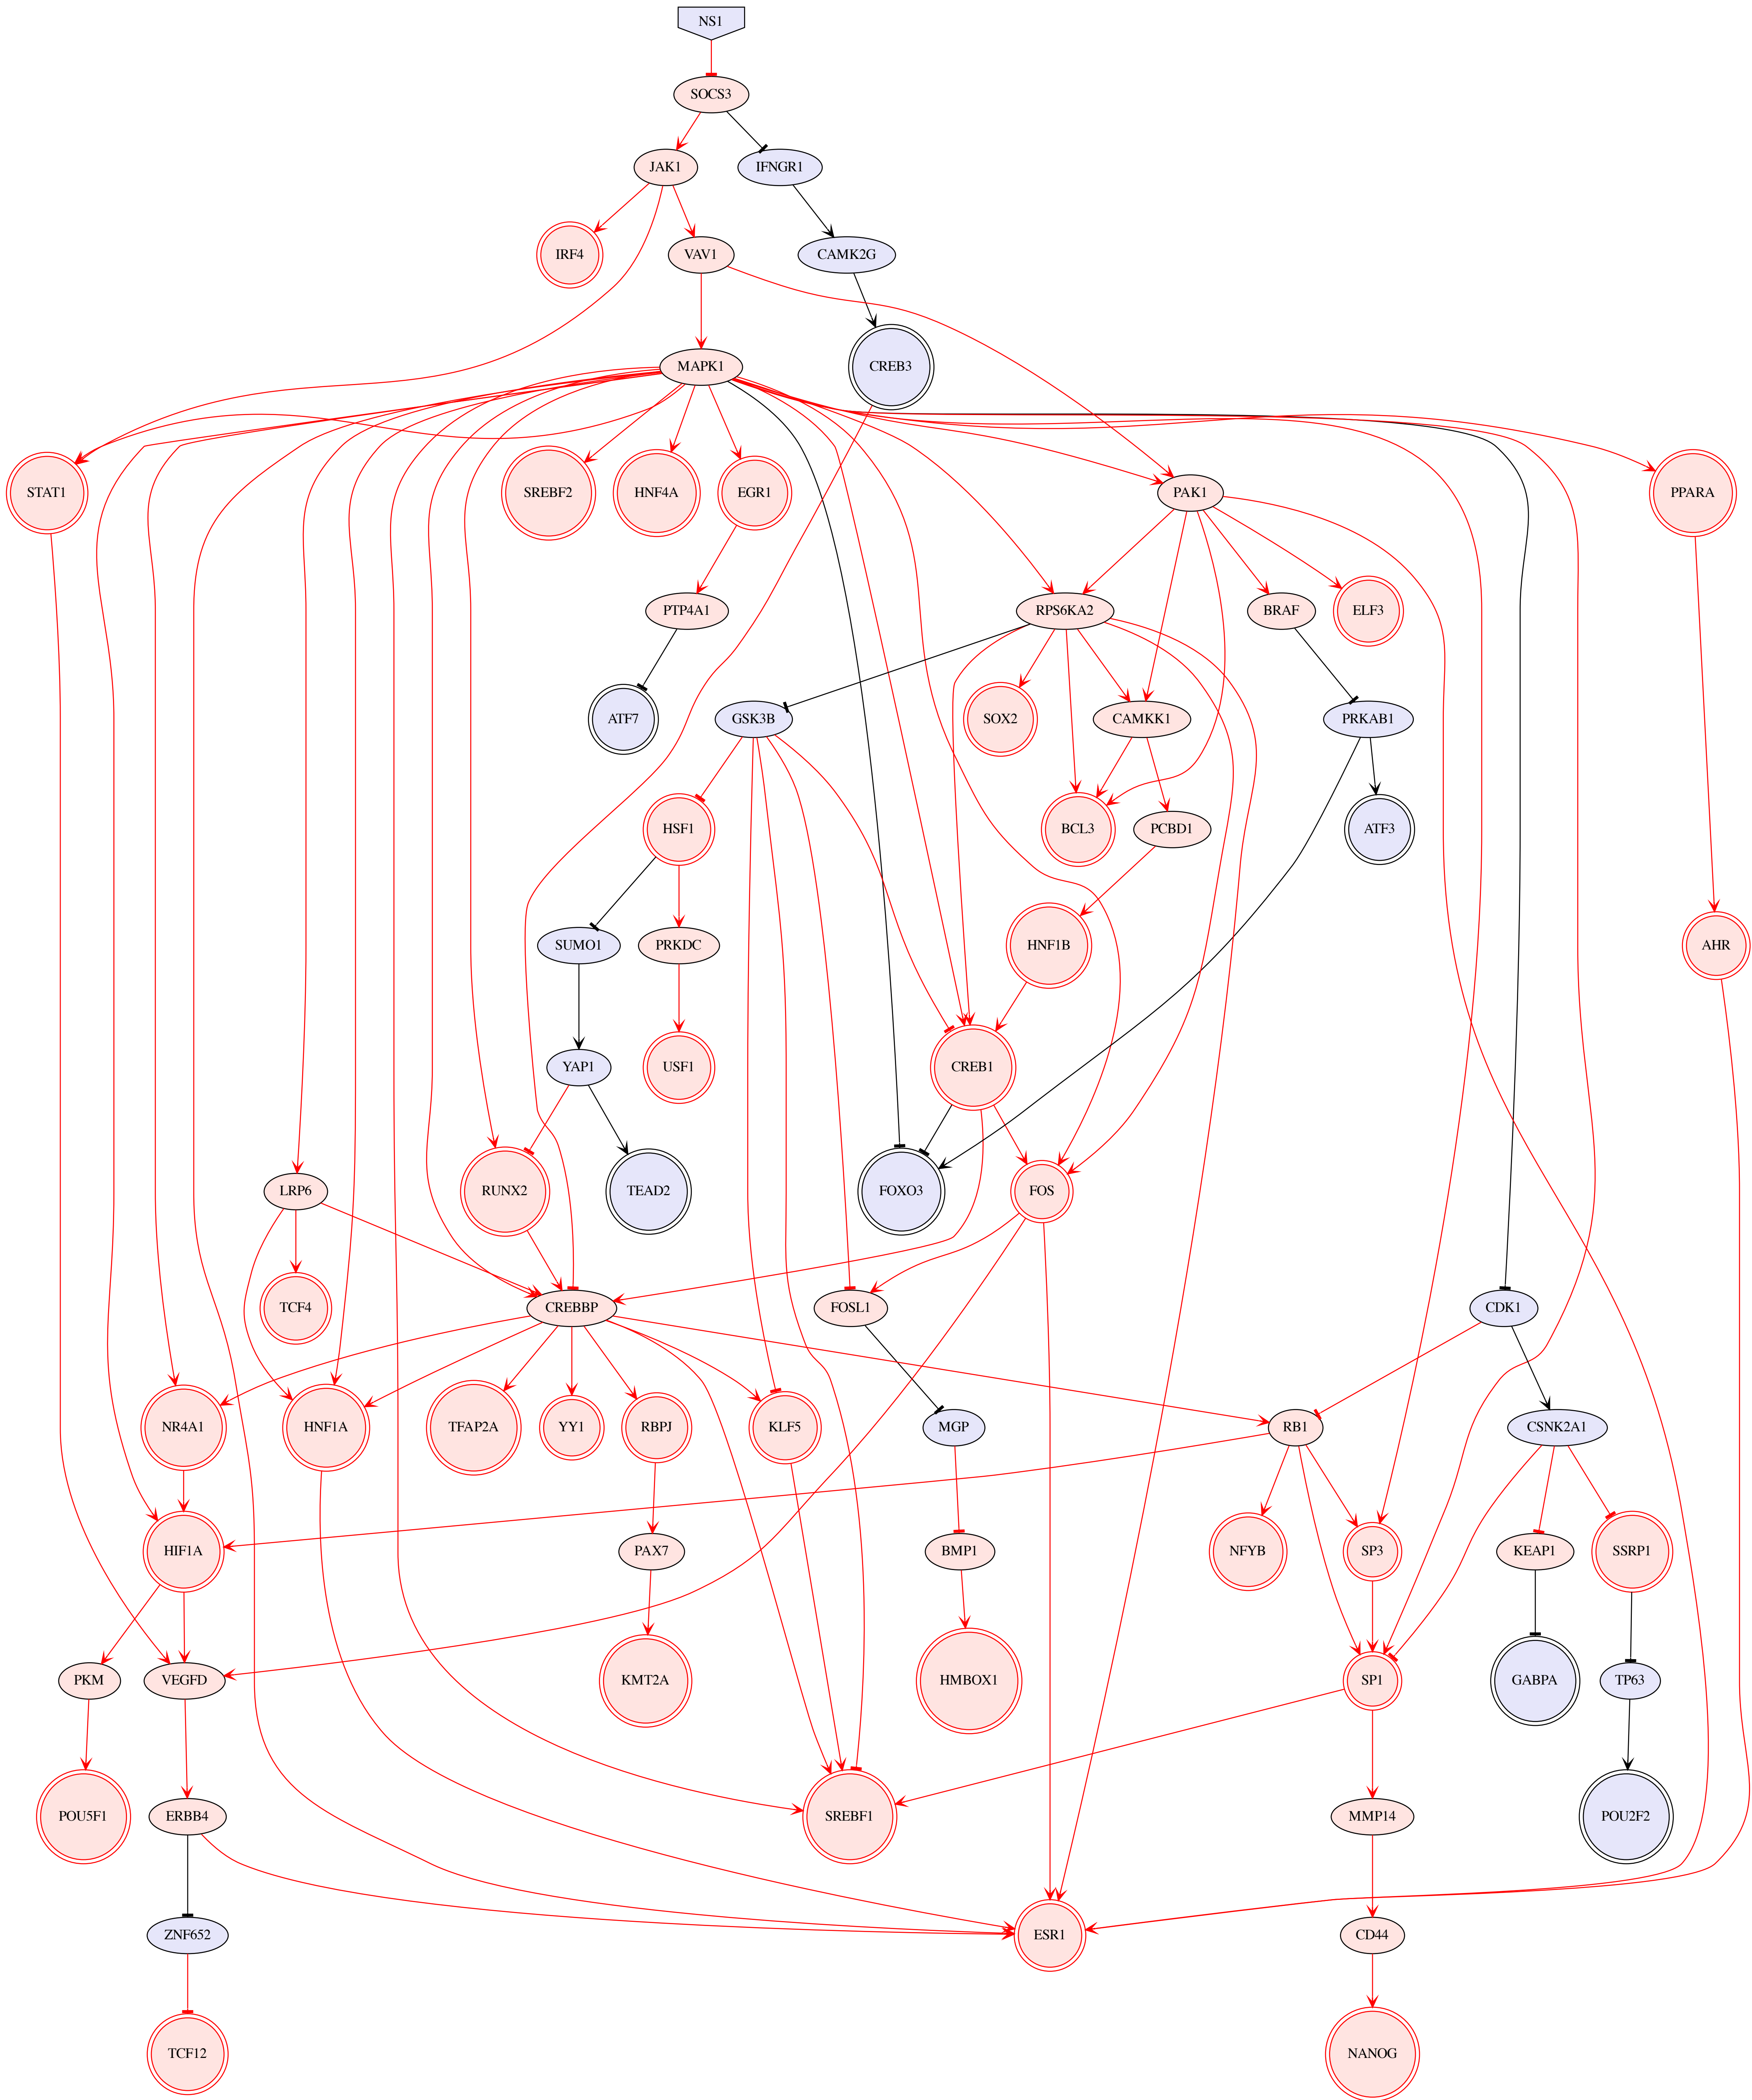 NS1
SOCS3
JAK1
IFNGR1
IRF4
VAV1
CAMK2G
MAPK1
CREB3
STAT1
SREBF2
HNF4A
EGR1
PAK1
PPARA
PTP4A1
RPS6KA2
BRAF
ELF3
ATF7
GSK3B
SOX2
CAMKK1
PRKAB1
HSF1
BCL3
PCBD1
ATF3
SUMO1
PRKDC
HNF1B
AHR
YAP1
USF1
CREB1
LRP6
RUNX2
TEAD2
FOXO3
FOS
TCF4
CREBBP
FOSL1
CDK1
NR4A1
HNF1A
TFAP2A
YY1
RBPJ
KLF5
MGP
RB1
CSNK2A1
HIF1A
PAX7
BMP1
NFYB
SP3
KEAP1
SSRP1
PKM
VEGFD
KMT2A
HMBOX1
SP1
GABPA
TP63
POU5F1
ERBB4
SREBF1
MMP14
POU2F2
ZNF652
ESR1
CD44
TCF12
NANOG